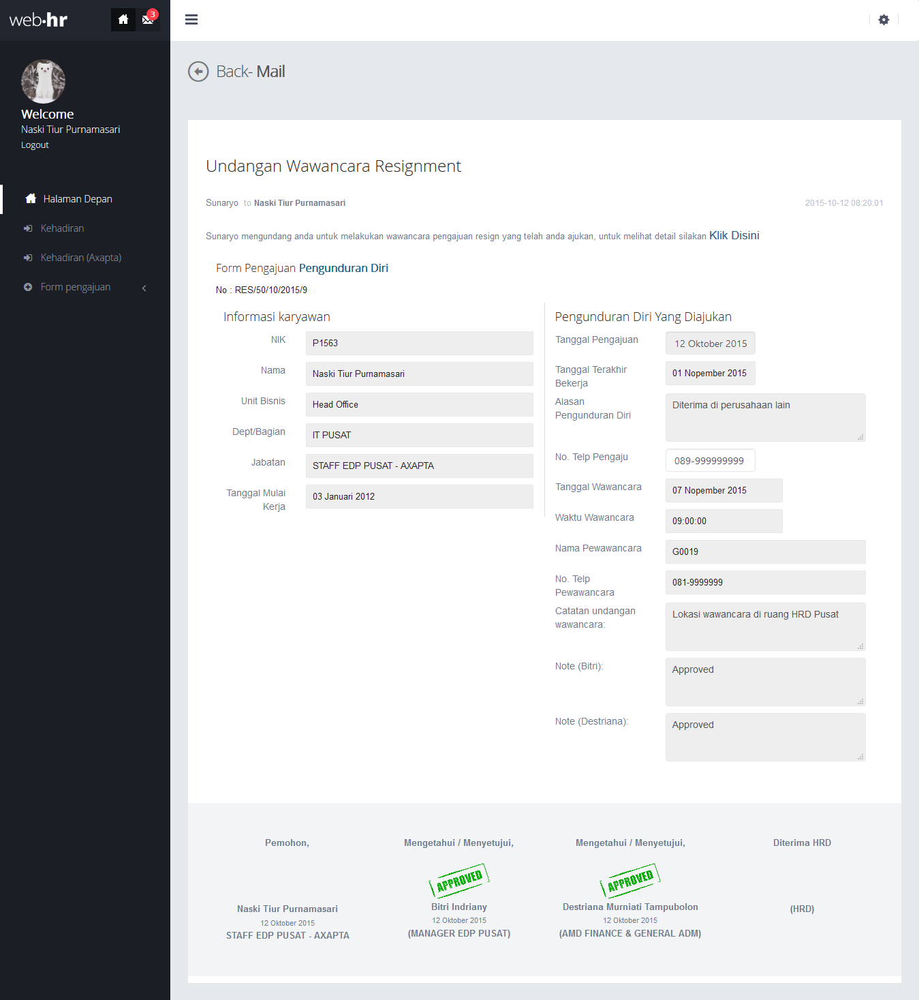 web·hr
3
Welcome
Naski Tiur Purnamasari
Logout
Halaman Depan
Kehadiran
Kehadiran (Axapta)
Form pengajuan
Back- Mail
Undangan Wawancara Resignment
Sunaryo to Naski Tiur Purnamasari
2015-10-12 08:20:01
Sunaryo mengundang anda untuk melakukan wawancara pengajuan resign yang telah anda ajukan, untuk melihat detail silakan Klik Disini
Form Pengajuan Pengunduran Diri
No : RES/50/10/2015/9
Informasi karyawan
NIK
P1563
Nama
Naski Tiur Purnamasari
Unit Bisnis
Head Office
Dept/Bagian
IT PUSAT
Jabatan
STAFF EDP PUSAT - AXAPTA
Tanggal Mulai
Kerja
03 Januari 2012
Pengunduran Diri Yang Diajukan
Tanggal Pengajuan
12 Oktober 2015
Tanggal Terakhir
Bekerja
01 Nopember 2015
Alasan
Pengunduran Diri
Diterima di perusahaan lain
No. Telp Pengaju
089-999999999
Tanggal Wawancara
07 Nopember 2015
Waktu Wawancara
09:00:00
Nama Pewawancara
G0019
No. Telp
Pewawancara
081-9999999
Catatan undangan
wawancara:
Lokasi wawancara di ruang HRD Pusat
Note (Bitri):
Approved
Note (Destriana):
Approved
Pemohon,
Naski Tiur Purnamasari
12 Oktober 2015
STAFF EDP PUSAT - AXAPTA
Mengetahui / Menyetujui,
APPROVED
Bitri Indriany
12 Oktober 2015
(MANAGER EDP PUSAT)
Mengetahui / Menyetujui,
APPROVED
Destriana Murniati Tampubolon
12 Oktober 2015
(AMD FINANCE & GENERAL ADM)
Diterima HRD
(HRD)